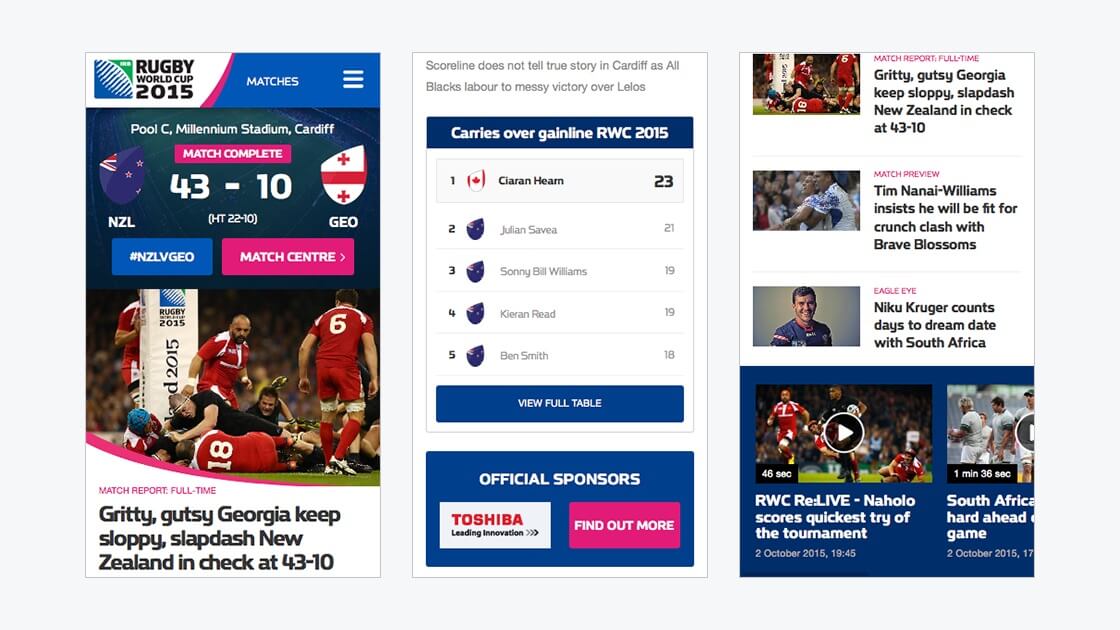 IRB
RUGBY
WORLD CUP
2015
MATCHES
Pool C, Millennium Stadium, Cardiff
MATCH COMPLETE
43 - 10
(HT 22-10)
NZL
GEO
#NZLVGEO
MATCH CENTRE >
RUGBY
WORLD CUP
2015
2015
6
18
MATCH REPORT: FULL-TIME
Gritty, gutsy Georgia keep
sloppy, slapdash New
Zealand in check at 43-10
Scoreline does not tell true story in Cardiff as All
Blacks labour to messy victory over Lelos
Carries over gainline RWC 2015
1 Ciaran Hearn 23
2 Julian Savea 21
3 Sonny Bill Williams 19
4 Kieran Read 19
5 Ben Smith 18
VIEW FULL TABLE
OFFICIAL SPONSORS
TOSHIBA
Leading Innovation >>>
FIND OUT MORE
18
MATCH REPORT: FULL-TIME
Gritty, gutsy Georgia
keep sloppy, slapdash
New Zealand in check
at 43-10
MATCH PREVIEW
Tim Nanai-Williams
insists he will be fit for
crunch clash with
Brave Blossoms
EAGLE EYE
Niku Kruger counts
days to dream date
with South Africa
46 sec
RWC Re:LIVE - Naholo
scores quickest try of
the tournament
2 October 2015, 19:45
1 min 36 sec
South Africa
hard ahead
game
2 October 2015, 17